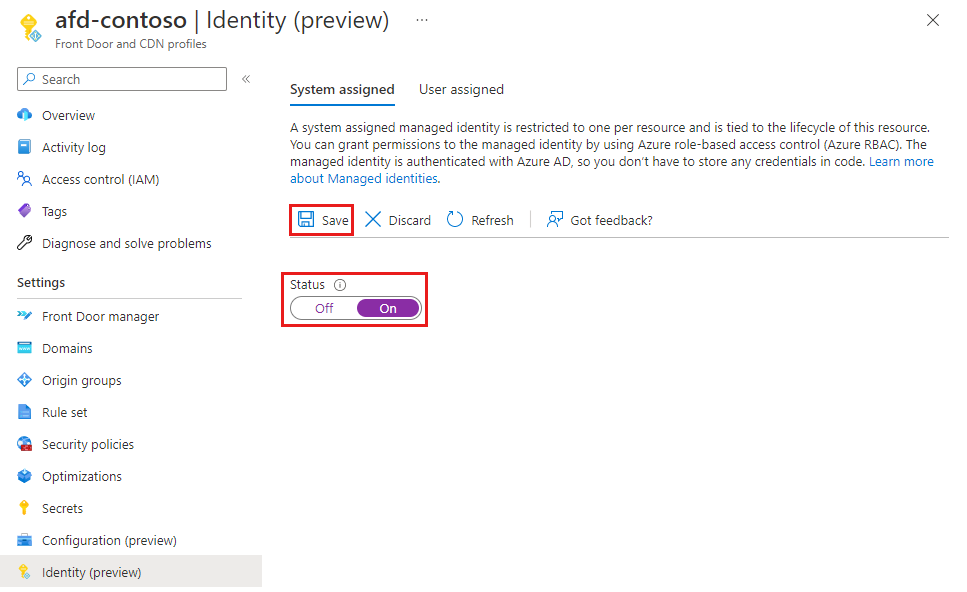 afd-contoso | Identity (preview) ...
Front Door and CDN profiles
Search
«
Overview
Activity log
Access control (IAM)
Tags
Diagnose and solve problems
Settings
Front Door manager
Domains
Origin groups
Rule set
Security policies
Optimizations
Secrets
Configuration (preview)
Identity (preview)
System assigned User assigned
A system assigned managed identity is restricted to one per resource and is tied to the lifecycle of this resource.
You can grant permissions to the managed identity by using Azure role-based access control (Azure RBAC). The
managed identity is authenticated with Azure AD, so you don’t have to store any credentials in code. Learn more
about Managed identities.
Save Discard Refresh Got feedback?
Status
Off On